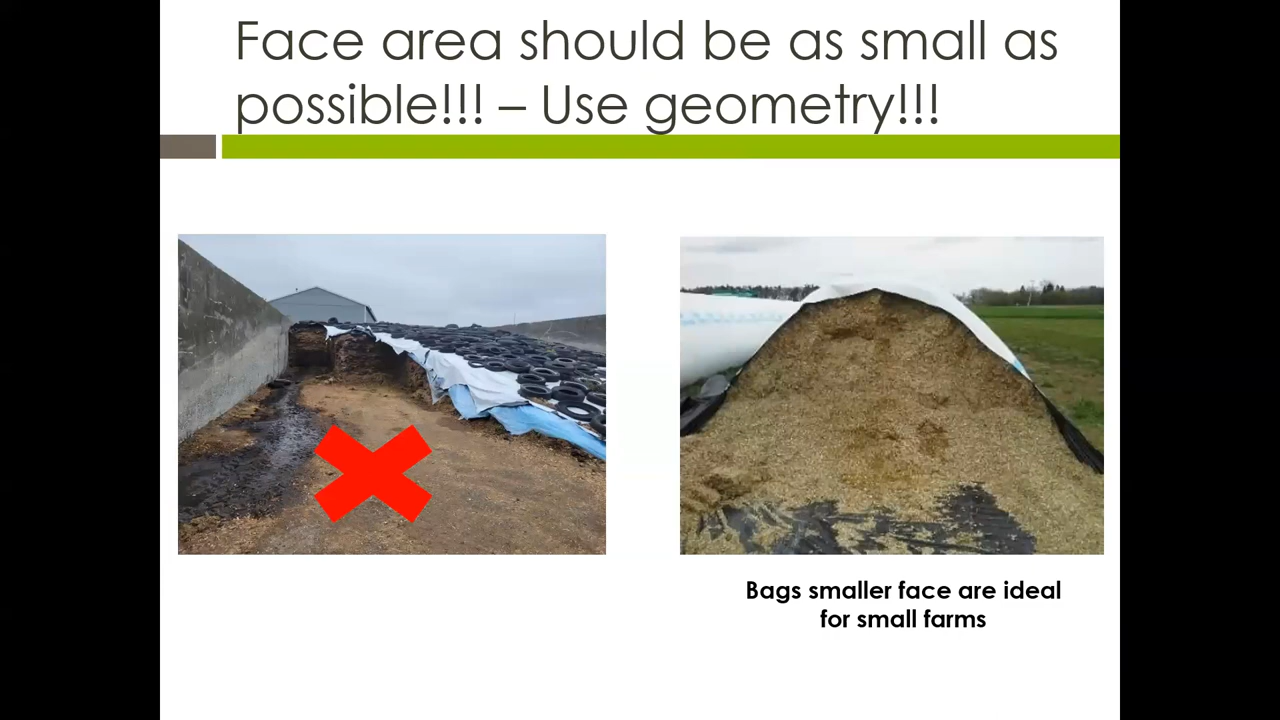 Face area should be as small as
possible!!! – Use geometry!!!
Bags smaller face are ideal
for small farms